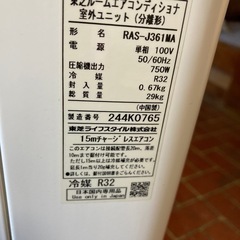 東芝ルームエアコンディショナ
室外ユニット(分離形)
形名 RAS-J361MA
電源 単相 100V
50/60Hz
圧縮機出力 750W
冷媒 R32
封入量 0.67kg
総質量 29kg
(中国製)
製造番号 244K0765
東芝ライフスタイル株式会社
15mチャージレスエアコン
冷媒 R32
日本国内専用品
Use only in Japan